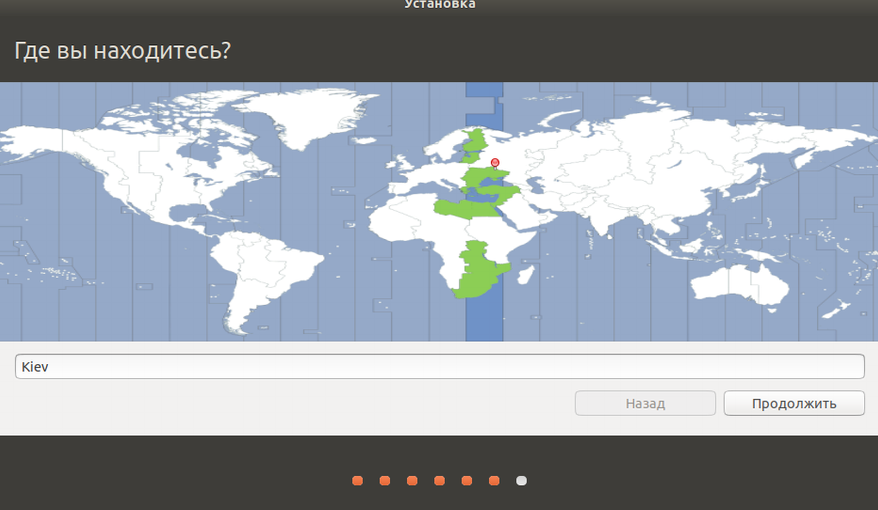 Установка
Где вы находитесь?
Kiev
Назад
Продолжить